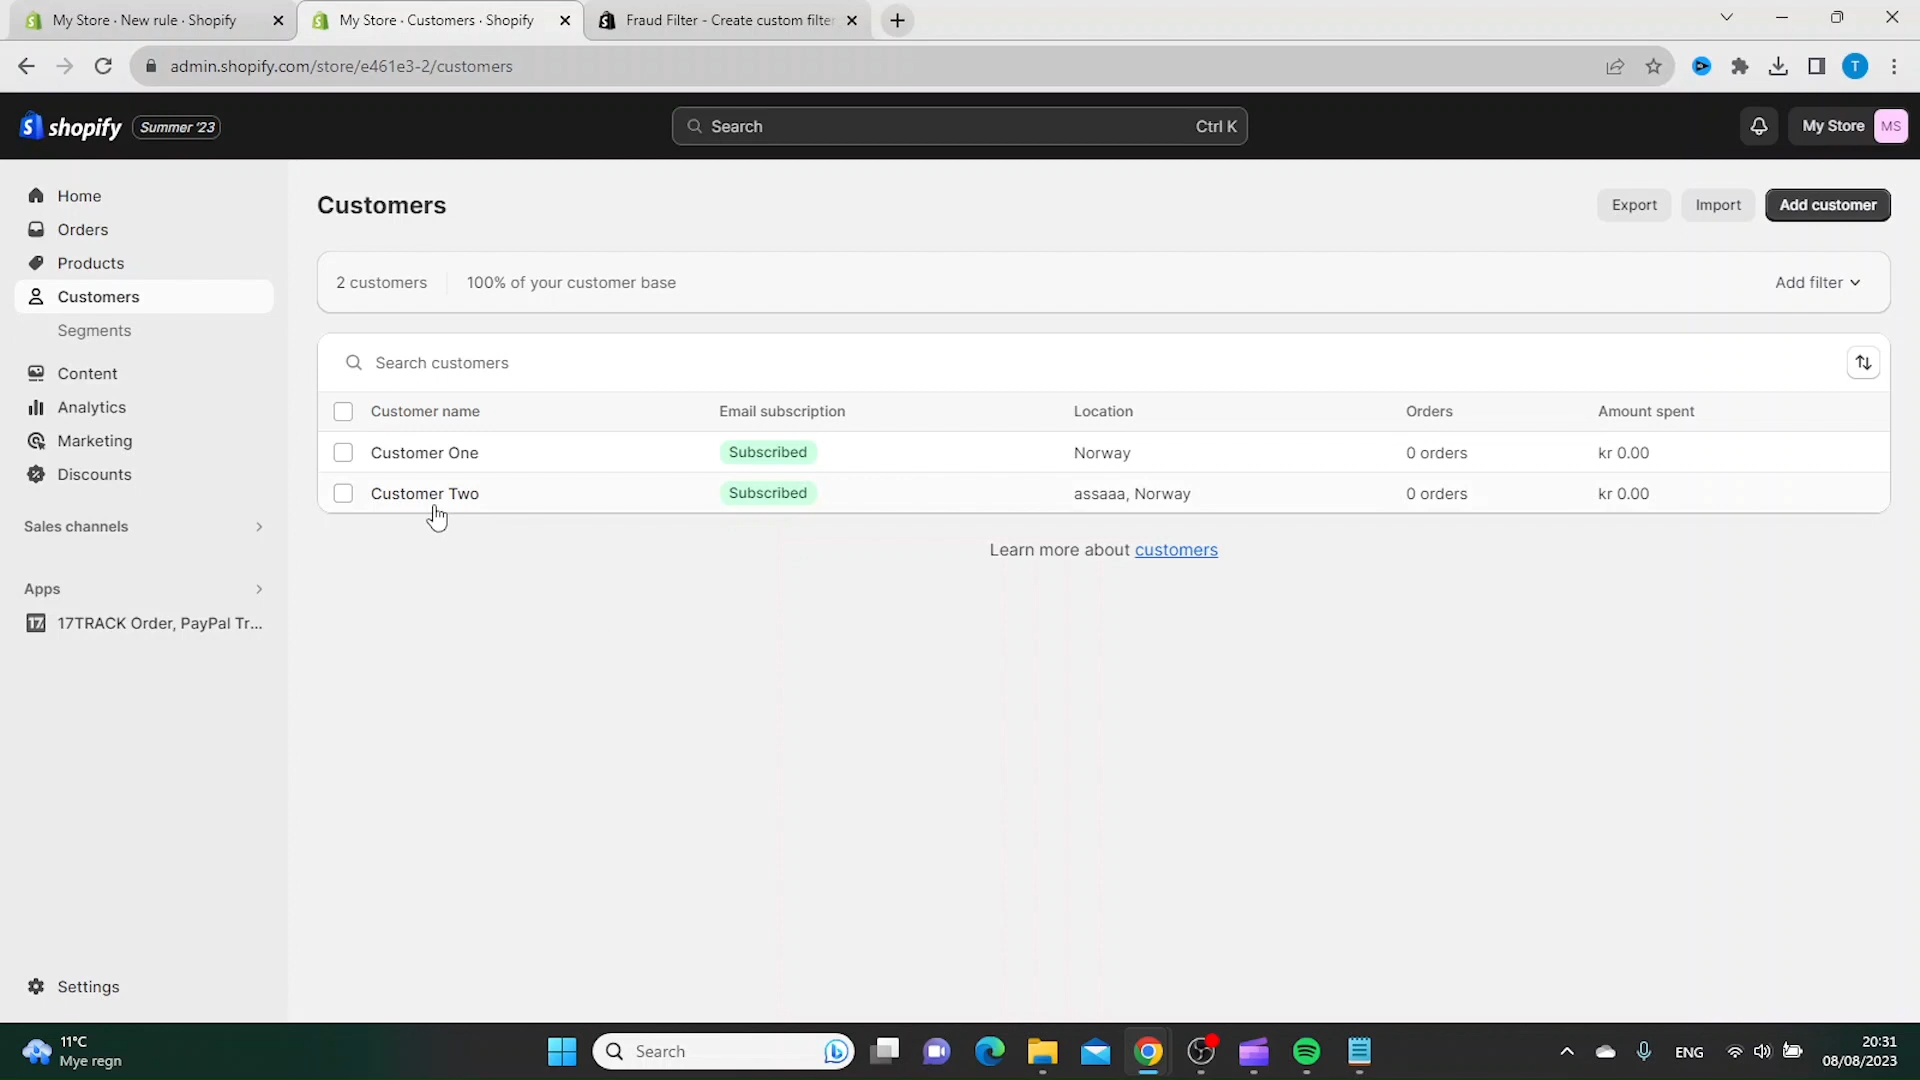 My Store · New rule · Shopify
My Store · Customers · Shopify
Fraud Filter - Create custom filter
admin.shopify.com/store/e461e3-2/customers
T
shopify
Summer '23
Search
Ctrl K
My Store
MS
Home
Orders
Products
Customers
Segments
Content
Analytics
Marketing
Discounts
Sales channels
Apps
17
17TRACK Order, PayPal Tr...
Settings
Customers
Export
Import
Add customer
2 customers
100% of your customer base
Add filter
Search customers
Customer name
Email subscription
Location
Orders
Amount spent
Customer One
Subscribed
Norway
0 orders
kr 0.00
Customer Two
Subscribed
assaaa, Norway
0 orders
kr 0.00
Learn more about customers
11°C
Mye regn
Search
ENG
20:31
08/08/2023